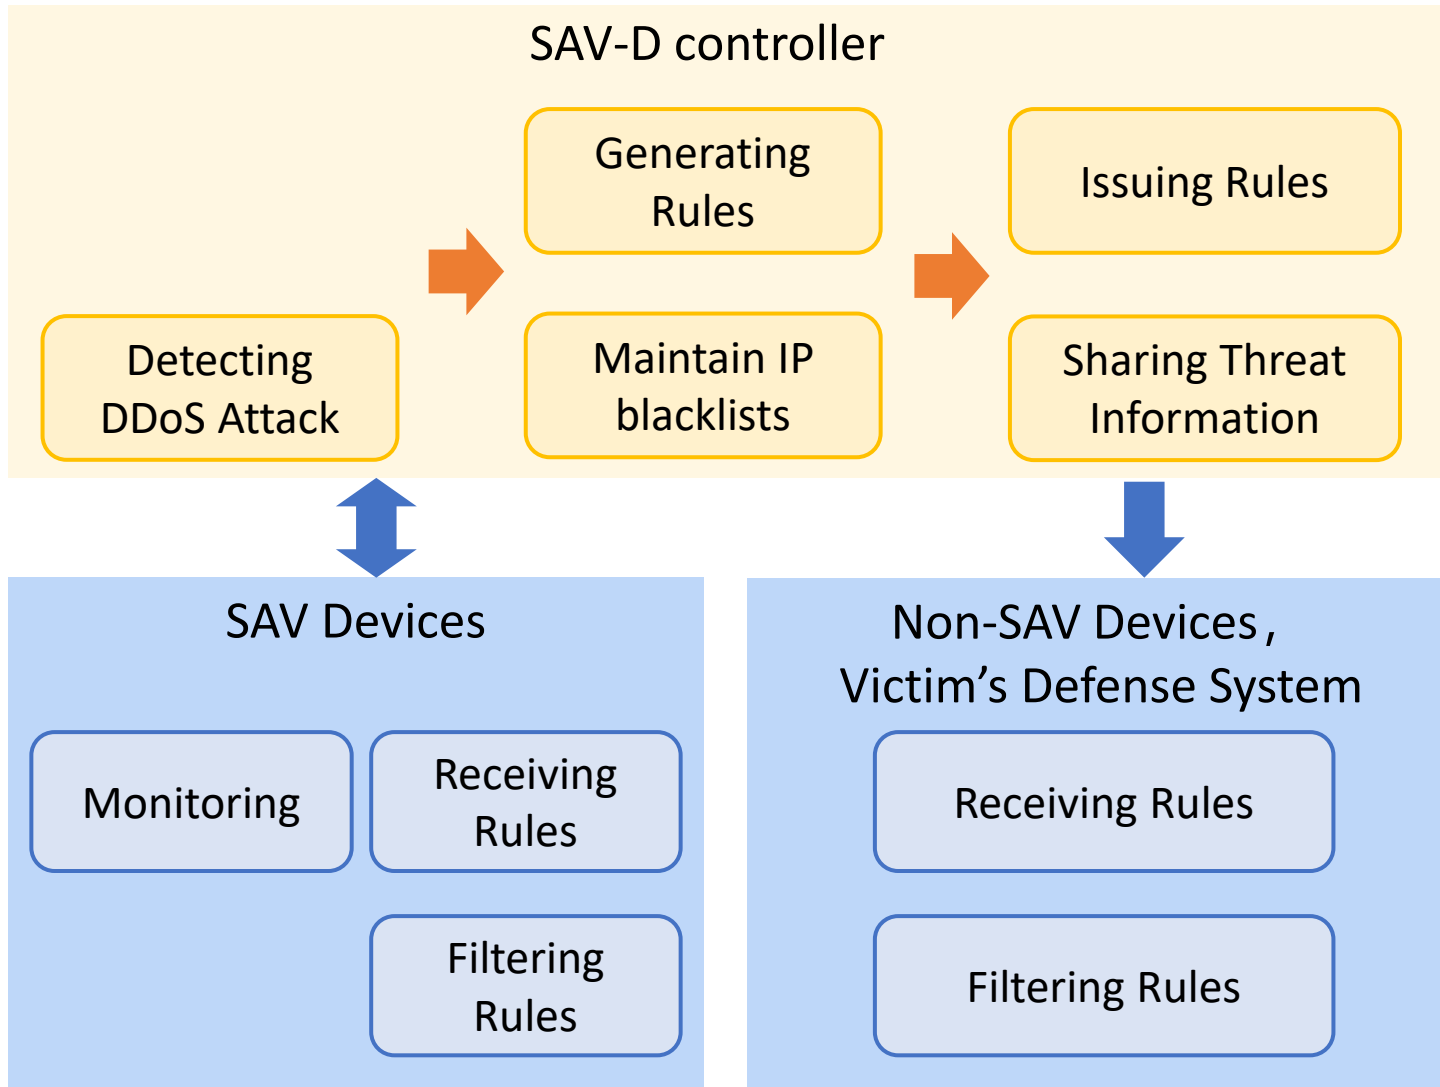 SAV-D controller
Generating
Rules
Issuing Rules
Detecting
DDoS Attack
Maintain IP
blacklists
Sharing Threat
Information
SAV Devices
Monitoring
Receiving
Rules
Filtering
Rules
Non-SAV Devices,
Victim’s Defense System
Receiving Rules
Filtering Rules